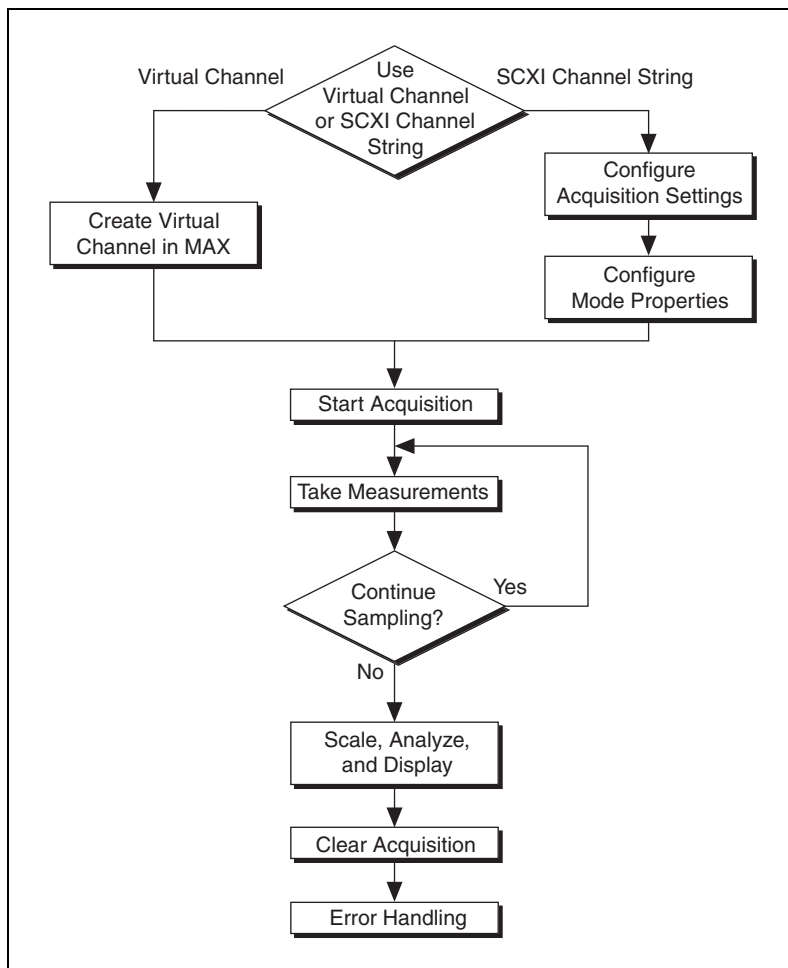 Virtual Channel
Use
Virtual Channel
or SCXI Channel
String
SCXI Channel String
Create Virtual
Channel in MAX
Configure
Acquisition Settings
Configure
Mode Properties
Start Acquisition
Take Measurements
Continue
Sampling?
Yes
No
Scale, Analyze,
and Display
Clear Acquisition
Error Handling